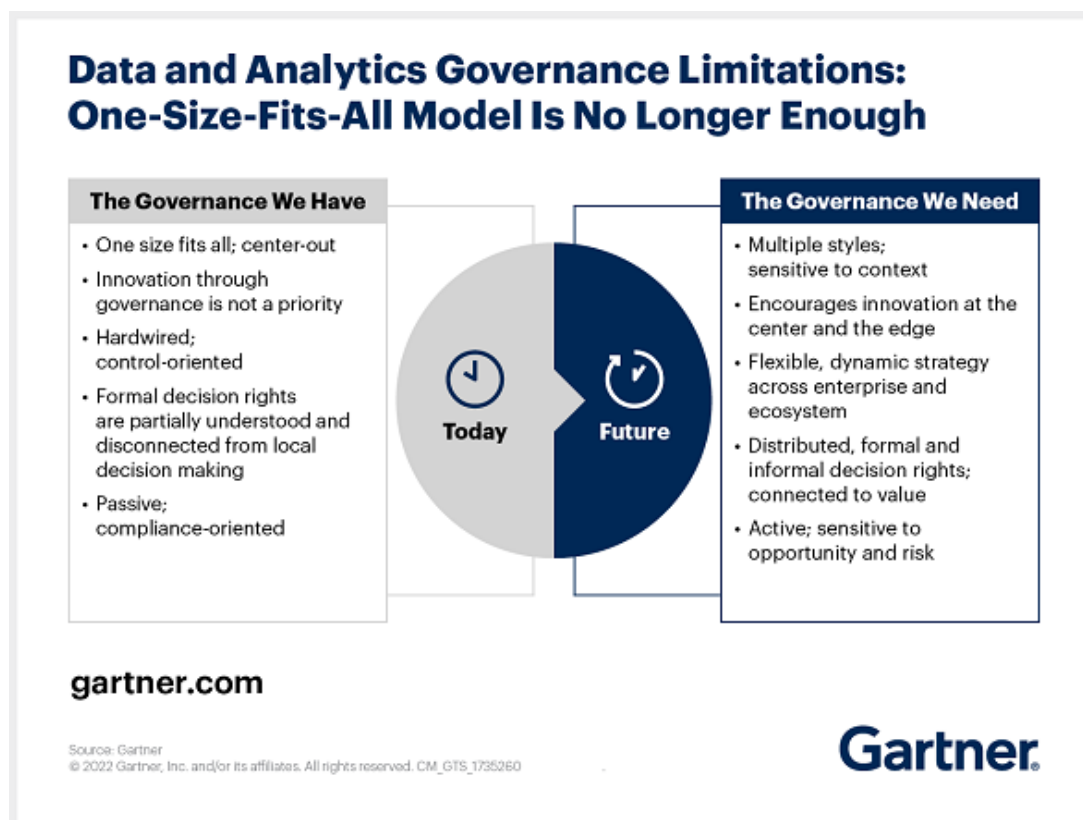 Data and Analytics Governance Limitations:
One-Size-Fits-All Model Is No Longer Enough
The Governance We Have
• One size fits all; center-out
• Innovation through
governance is not a priority
• Hardwired;
control-oriented
• Formal decision rights
are partially understood and
disconnected from local
decision making
• Passive;
compliance-oriented
Today
Future
The Governance We Need
• Multiple styles;
sensitive to context
• Encourages innovation at the
center and the edge
• Flexible, dynamic strategy
across enterprise and
ecosystem
• Distributed, formal and
informal decision rights;
connected to value
• Active; sensitive to
opportunity and risk
gartner.com
Source: Gartner
© 2022 Gartner, Inc. and/or its affiliates. All rights reserved. CM_GTS_1735260
Gartner®